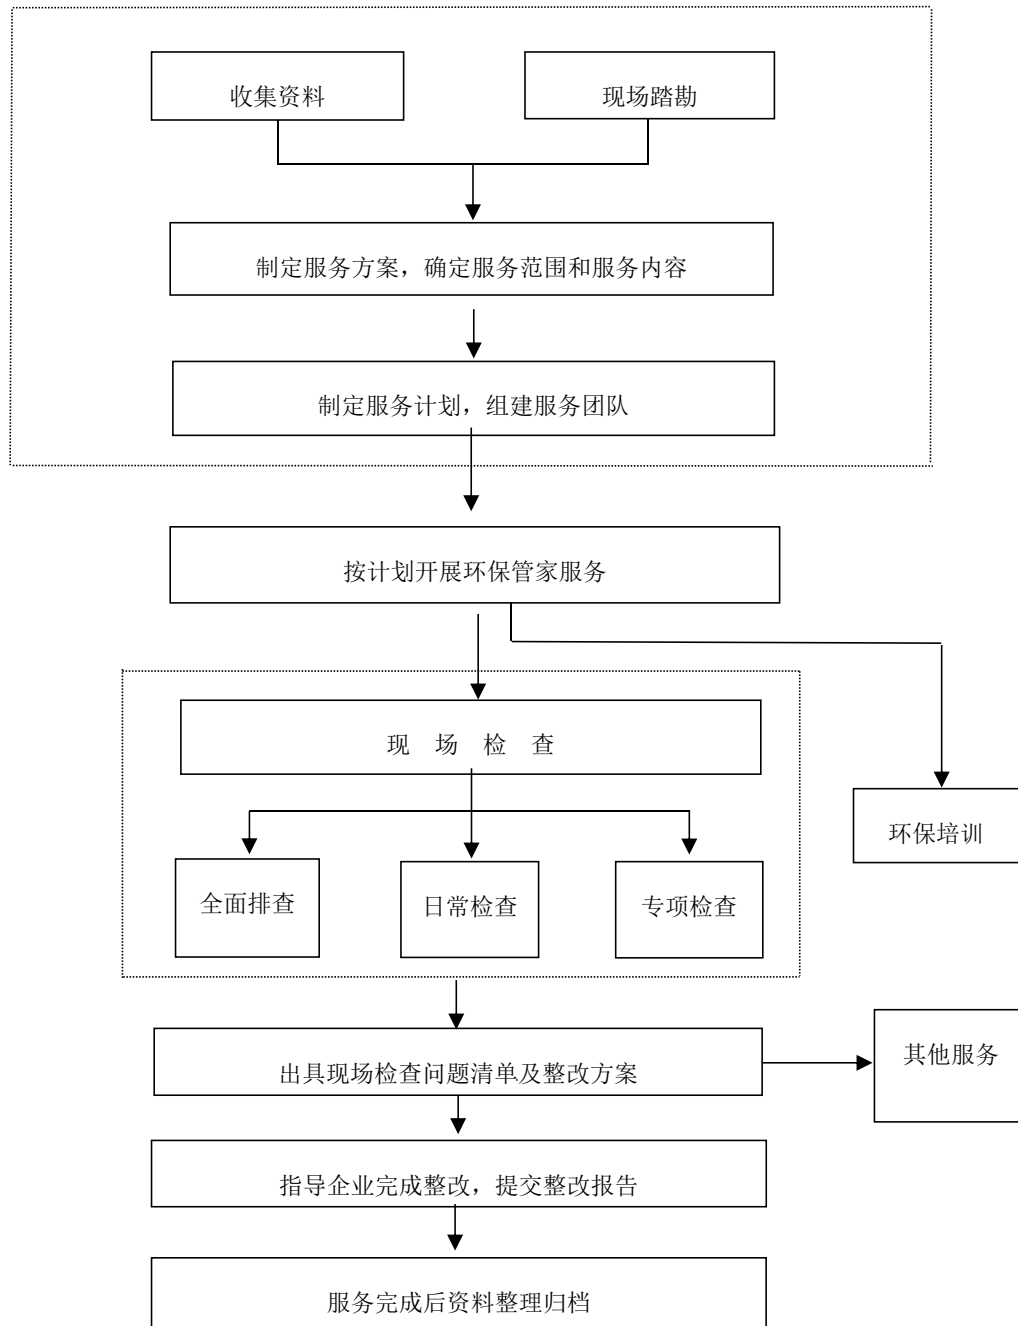 收集资料
现场踏勘
制定服务方案，确定服务范围和服务内容
制定服务计划，组建服务团队
按计划开展环保管家服务
现 场 检 查
环保培训
全面排查
日常检查
专项检查
其他服务
出具现场检查问题清单及整改方案
指导企业完成整改，提交整改报告
服务完成后资料整理归档